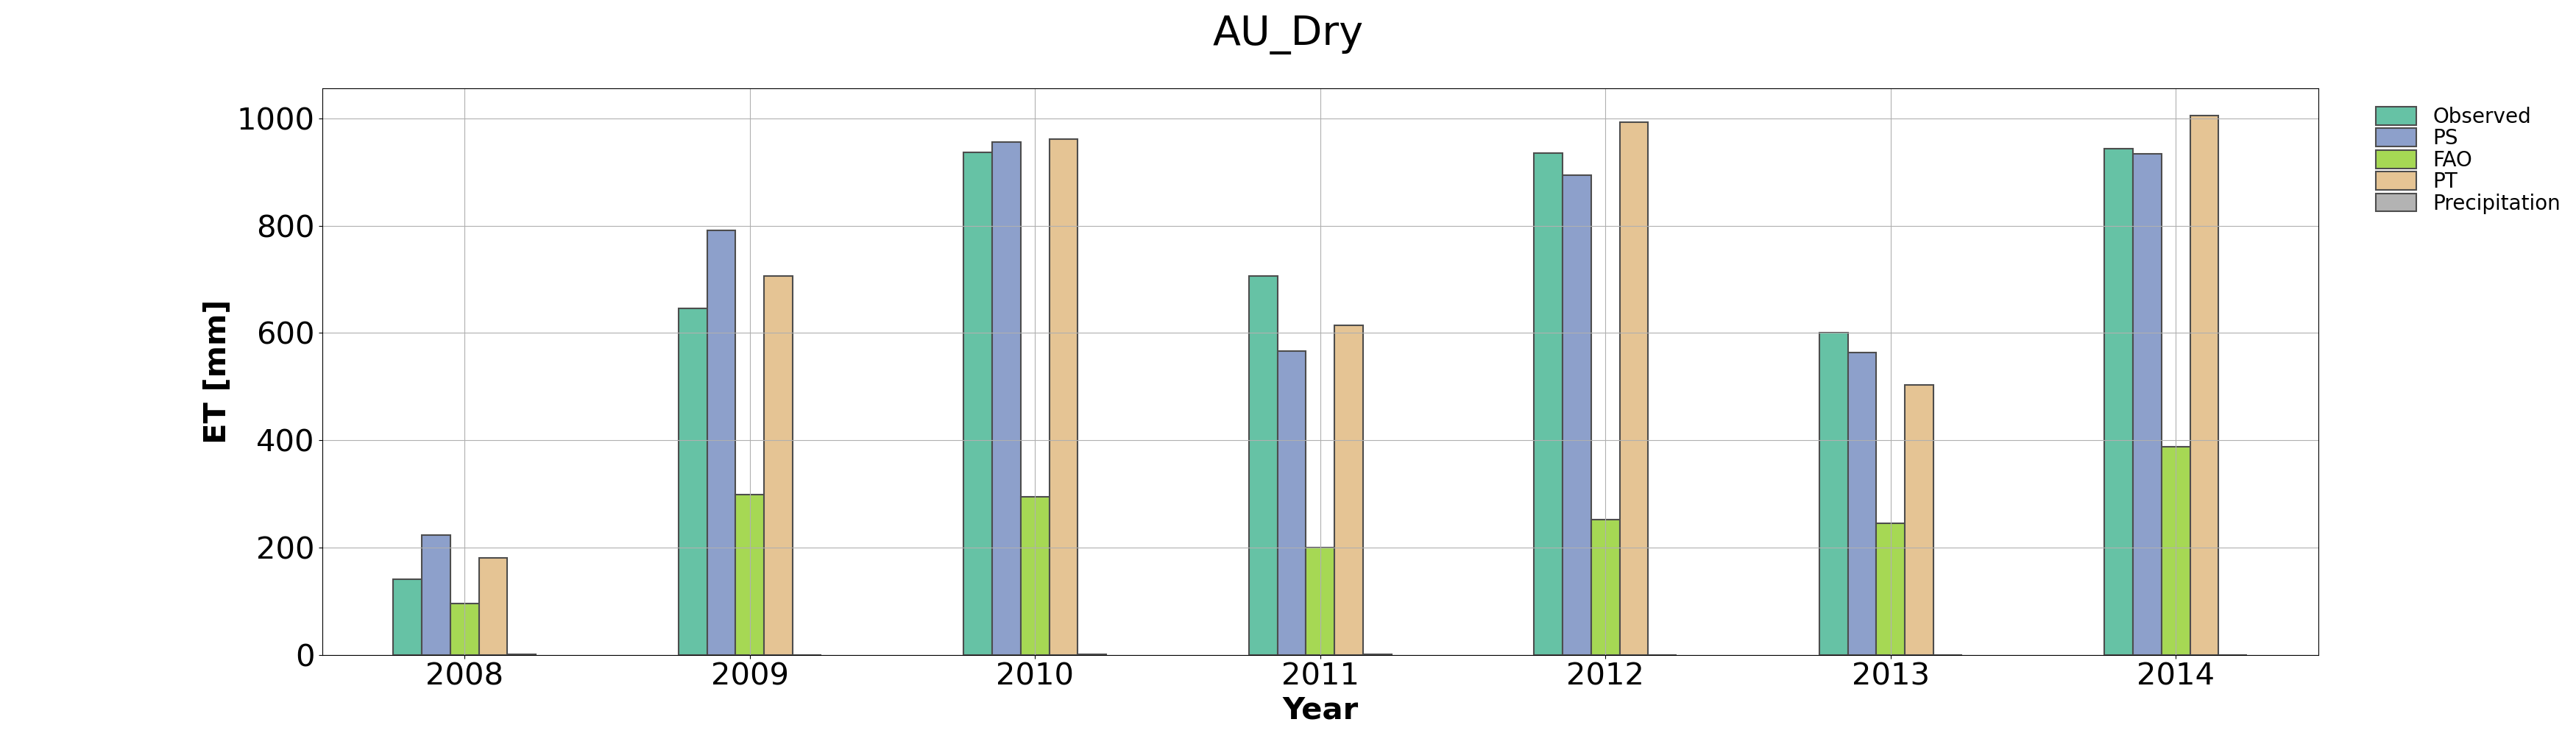 AU_Dry
1000
800
600
400
200
0
ET [mm]
2008 2009 2010 2011 2012 2013 2014
Year
Observed
PS
FAO
PT
Precipitation